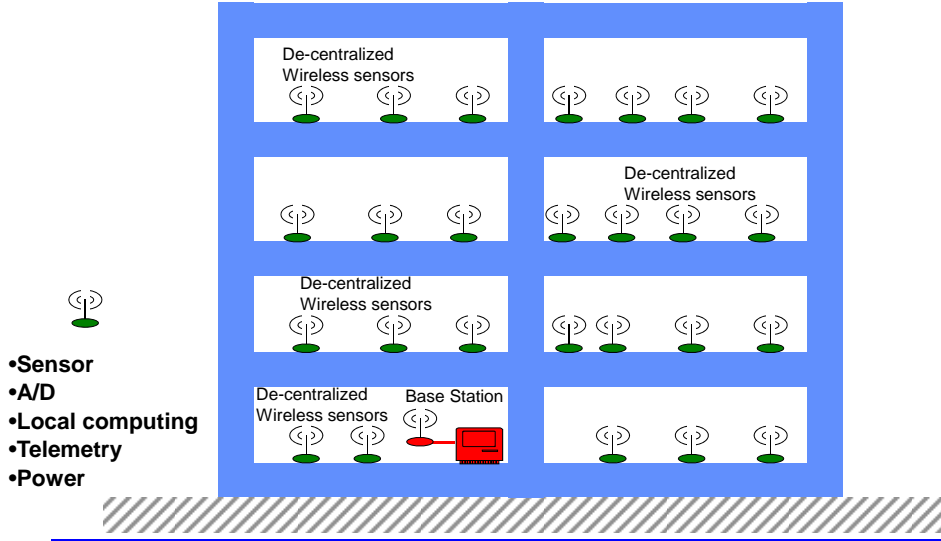 De-centralized
Wireless sensors
De-centralized
Wireless sensors
De-centralized
Wireless sensors
De-centralized
Wireless sensors
Base Station
•Sensor
•A/D
•Local computing
•Telemetry
•Power